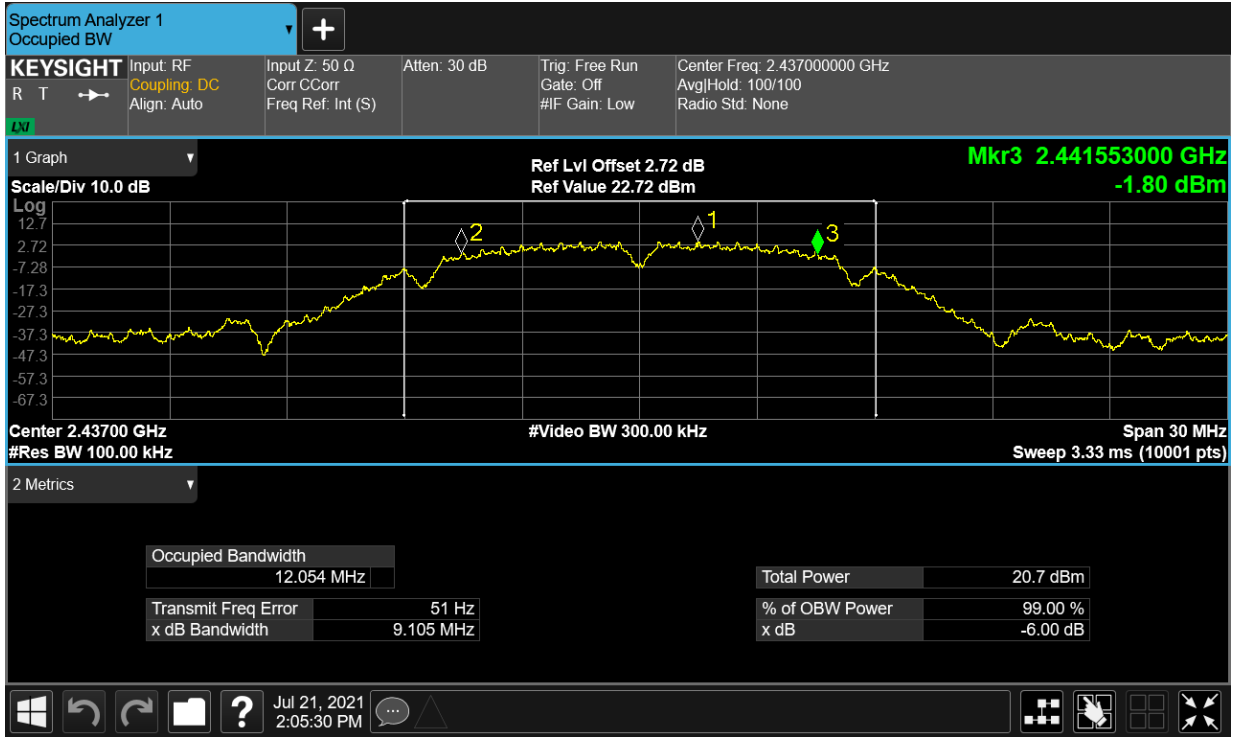 Spectrum Analyzer 1
Occupied BW
KEYSIGHT
R T
LXI
Input: RF
Coupling: DC
Align: Auto
Input Z: 50 Ω
Corr CCorr
Freq Ref: Int (S)
Atten: 30 dB
Trig: Free Run
Gate: Off
#IF Gain: Low
Center Freq: 2.437000000 GHz
Avg|Hold: 100/100
Radio Std: None
1 Graph
Scale/Div 10.0 dB
Log
Ref Lvl Offset 2.72 dB
Ref Value 22.72 dBm
Mkr3 2.441553000 GHz
-1.80 dBm
12.7
2.72
-7.28
-17.3
-27.3
-37.3
-47.3
-57.3
-67.3
2
1
3
Center 2.43700 GHz
#Res BW 100.00 kHz
#Video BW 300.00 kHz
Span 30 MHz
Sweep 3.33 ms (10001 pts)
2 Metrics
Occupied Bandwidth
12.054 MHz
Transmit Freq Error 51 Hz
x dB Bandwidth 9.105 MHz
Total Power 20.7 dBm
% of OBW Power 99.00 %
x dB -6.00 dB
?
Jul 21, 2021
2:05:30 PM